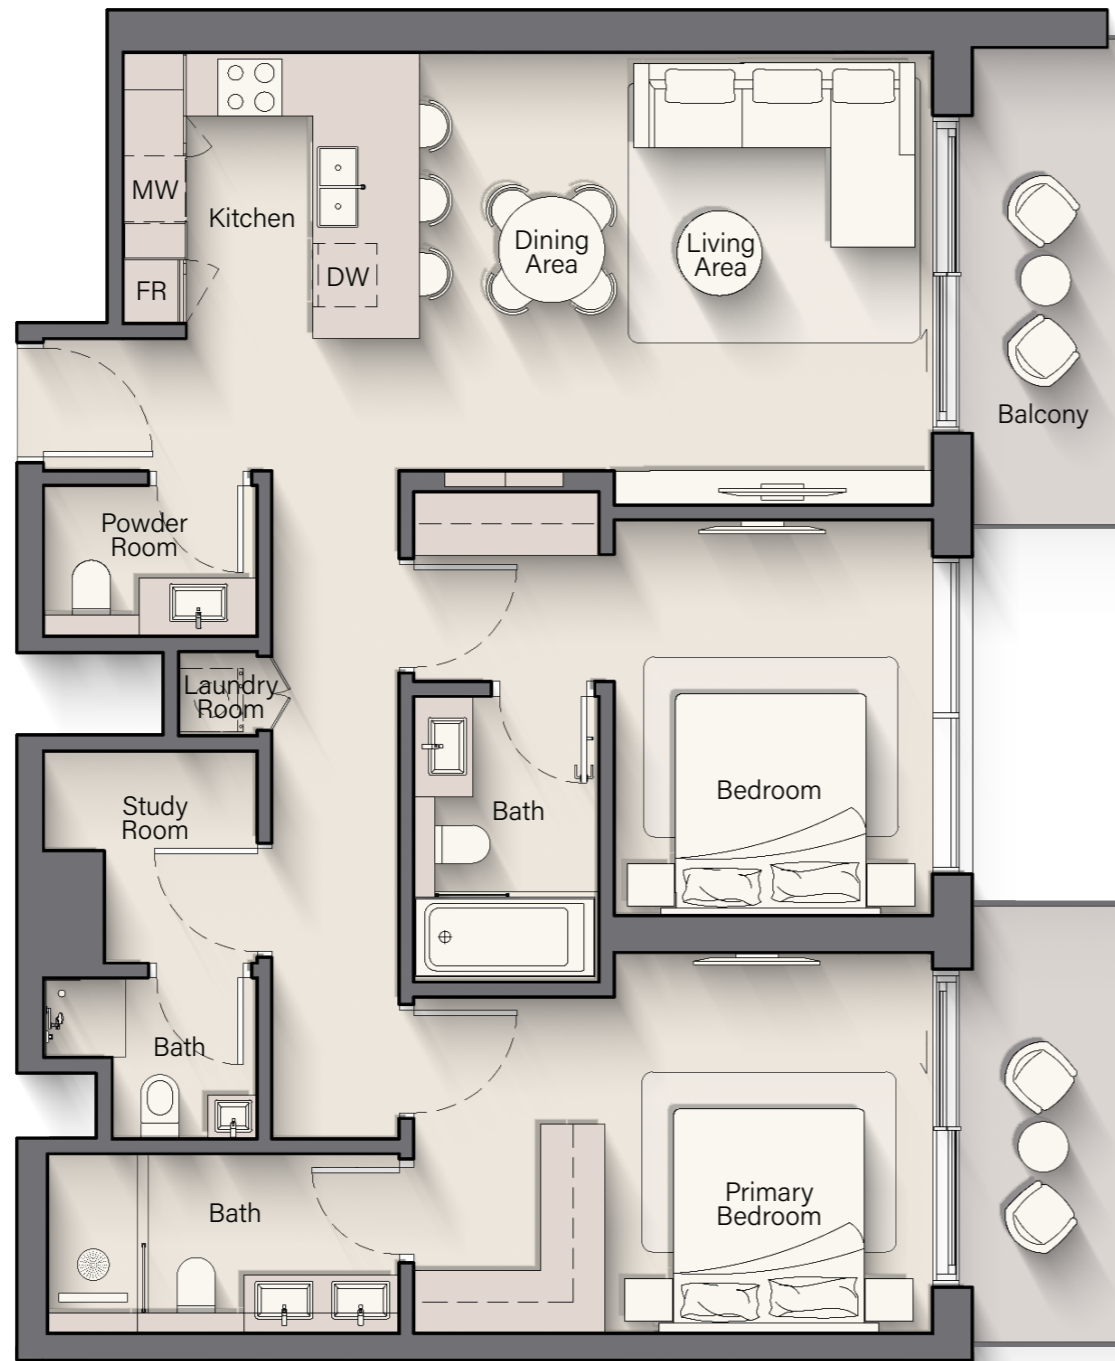 MW
Kitchen
Dining
Area
Living
Area
FR
DW
Balcony
Powder
Room
Laundry
Room
Study
Room
Bath
Bedroom
Bath
Bath
Primary
Bedroom